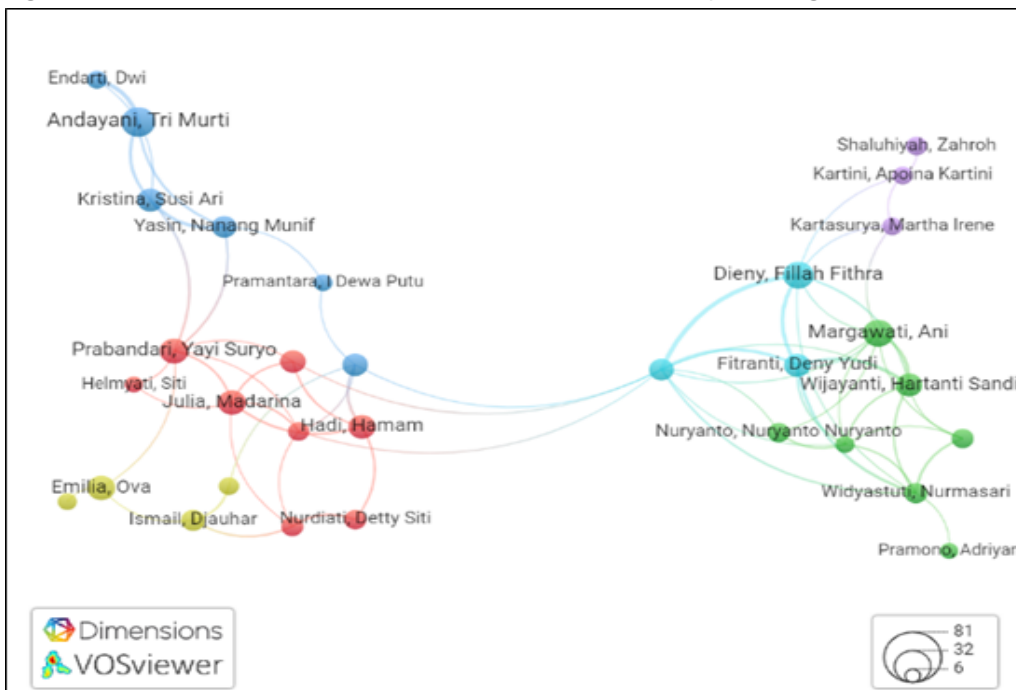 Endarti, Dwi
Andayani, Tri Murti
Shaluhiyah, Zahroh
Kartini, Apoina Kartini
Kristina, Susi Ari
Yasin, Nanang Munif
Kartasurya, Martha Irene
Pramantara, I Dewa Putu
Dieny, Fillah Fithra
Margawati, Ani
Prabandari, Yayi Suryo
Fitranti, Deny Yudi
Helmyati, Siti
Wijayanti, Hartanti Sandi
Julia, Madarina
Hadi, Hamam
Nuryanto, Nuryanto Nuryanto
Emilia, Ova
Widyastuti, Nurmasari
Ismail, Djauhar
Nurdiati, Detty Siti
Pramono, Adriyan
Dimensions
VOSviewer
81
32
6